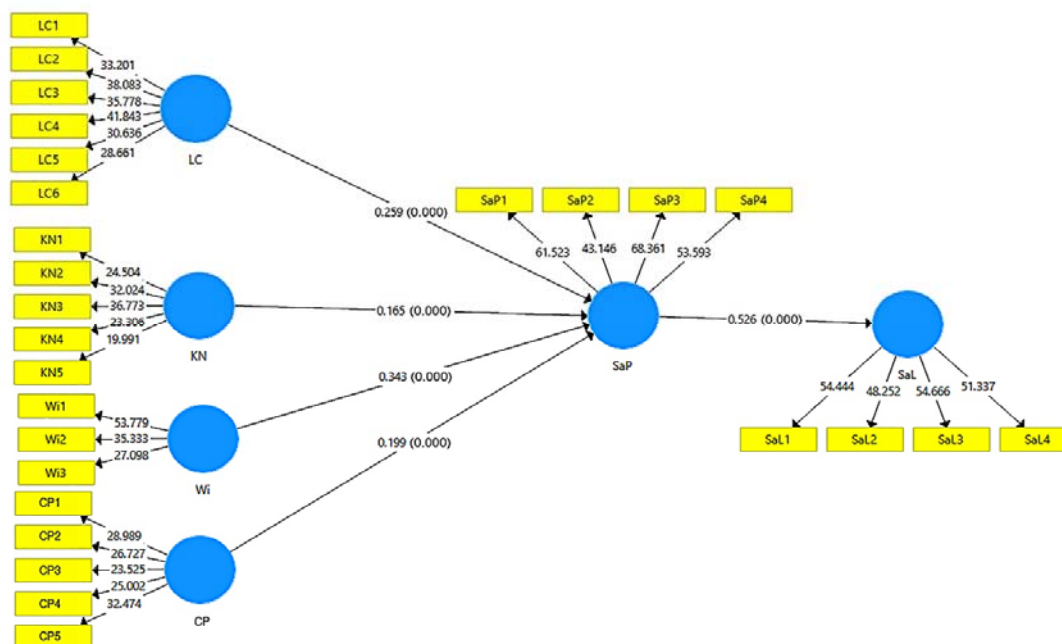 LC1
LC2
LC3
LC4
LC5
LC6
33.201
38.083
35.778
41.843
30.636
28.661
LC
0.259 (0.000)
KN1
KN2
KN3
KN4
KN5
24.504
32.024
36.773
23.306
19.991
KN
0.165 (0.000)
Wi1
Wi2
Wi3
53.779
35.333
27.098
Wi
0.343 (0.000)
CP1
CP2
CP3
CP4
CP5
28.989
26.727
23.525
25.002
32.474
CP
0.199 (0.000)
SaP1
SaP2
SaP3
SaP4
61.523
43.146
68.361
53.593
SaP
0.526 (0.000)
SaL
54.444
48.252
54.666
51.337
SaL1
SaL2
SaL3
SaL4